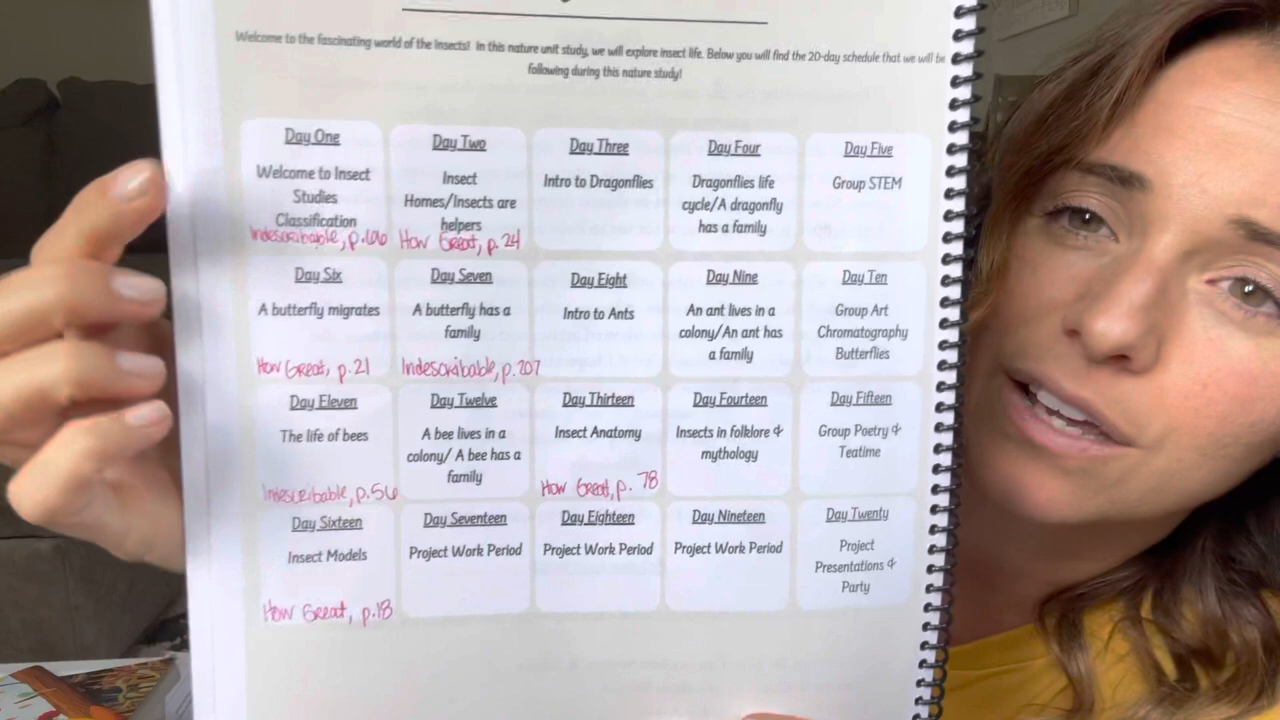 Welcome to the fascinating world of the insects! In this nature unit study, we will explore insect life. Below you will find the 20-day schedule that we will be
following during this nature study!
Day One
Welcome to Insect
Studies
Classification
Indescribable, p.106
Day Two
Insect
Homes/Insects are
helpers
How Great, p. 24
Day Three
Intro to Dragonflies
Day Four
Dragonflies life
cycle/A dragonfly
has a family
Day Five
Group STEM
Day Six
A butterfly migrates
How Great, p. 21
Day Seven
A butterfly has a
family
Indescribable, p. 207
Day Eight
Intro to Ants
Day Nine
An ant lives in a
colony/An ant has
a family
Day Ten
Group Art
Chromatography
Butterflies
Day Eleven
The life of bees
Indescribable, p.56
Day Twelve
A bee lives in a
colony/ A bee has a
family
Day Thirteen
Insect Anatomy
How Great, p. 78
Day Fourteen
Insects in folklore &
mythology
Day Fifteen
Group Poetry &
Teatime
Day Sixteen
Insect Models
How Great, p.18
Day Seventeen
Project Work Period
Day Eighteen
Project Work Period
Day Nineteen
Project Work Period
Day Twenty
Project
Presentations &
Party